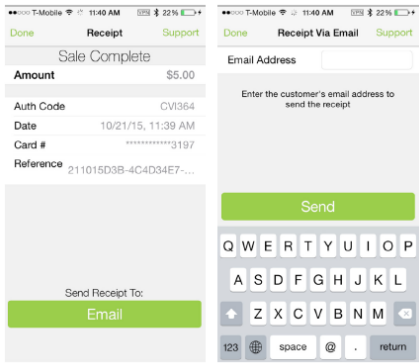 T-Mobile 11:40 AM VPN 22%
Done Receipt Support
Sale Complete
Amount $5.00
Auth Code CVI364
Date 10/21/15, 11:39 AM
Card # ************3197
Reference 211015D3B-4C4D34E7-...
Send Receipt To:
Email
T-Mobile 11:40 AM VPN 22%
Done Receipt Via Email Support
Email Address
Enter the customer's email address to
send the receipt
Send
Q W E R T Y U I O P
A S D F G H J K L
Z X C V B N M
123 space @ . return